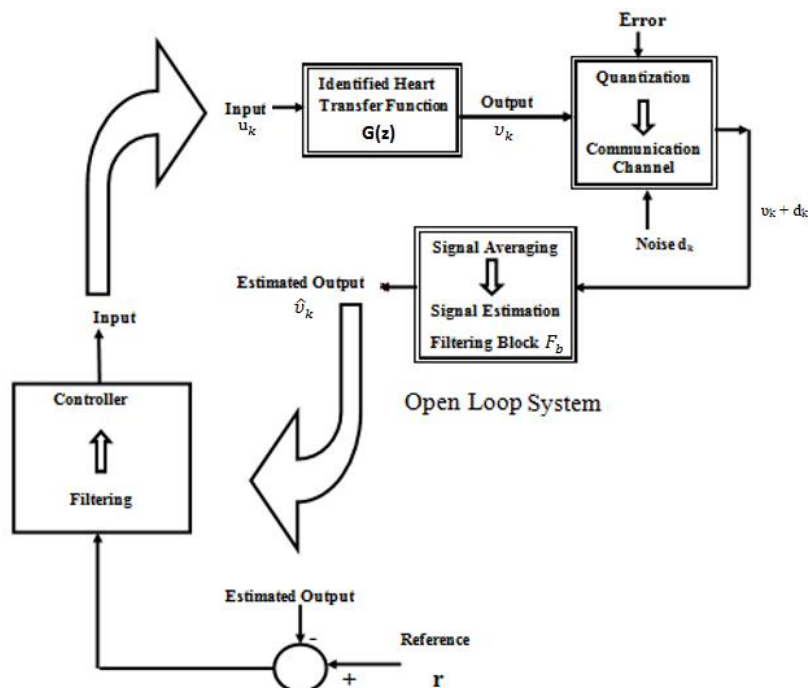 Error
Identified Heart
Transfer Function
G(z)
Input
u_k
Output
υ_k
Quantization
Communication
Channel
υ_k + d_k
Noise d_k
Signal Averaging
Signal Estimation
Filtering Block F_b
Estimated Output
υ̂_k
Open Loop System
Input
Controller
Filtering
Estimated Output
-
+
Reference
r